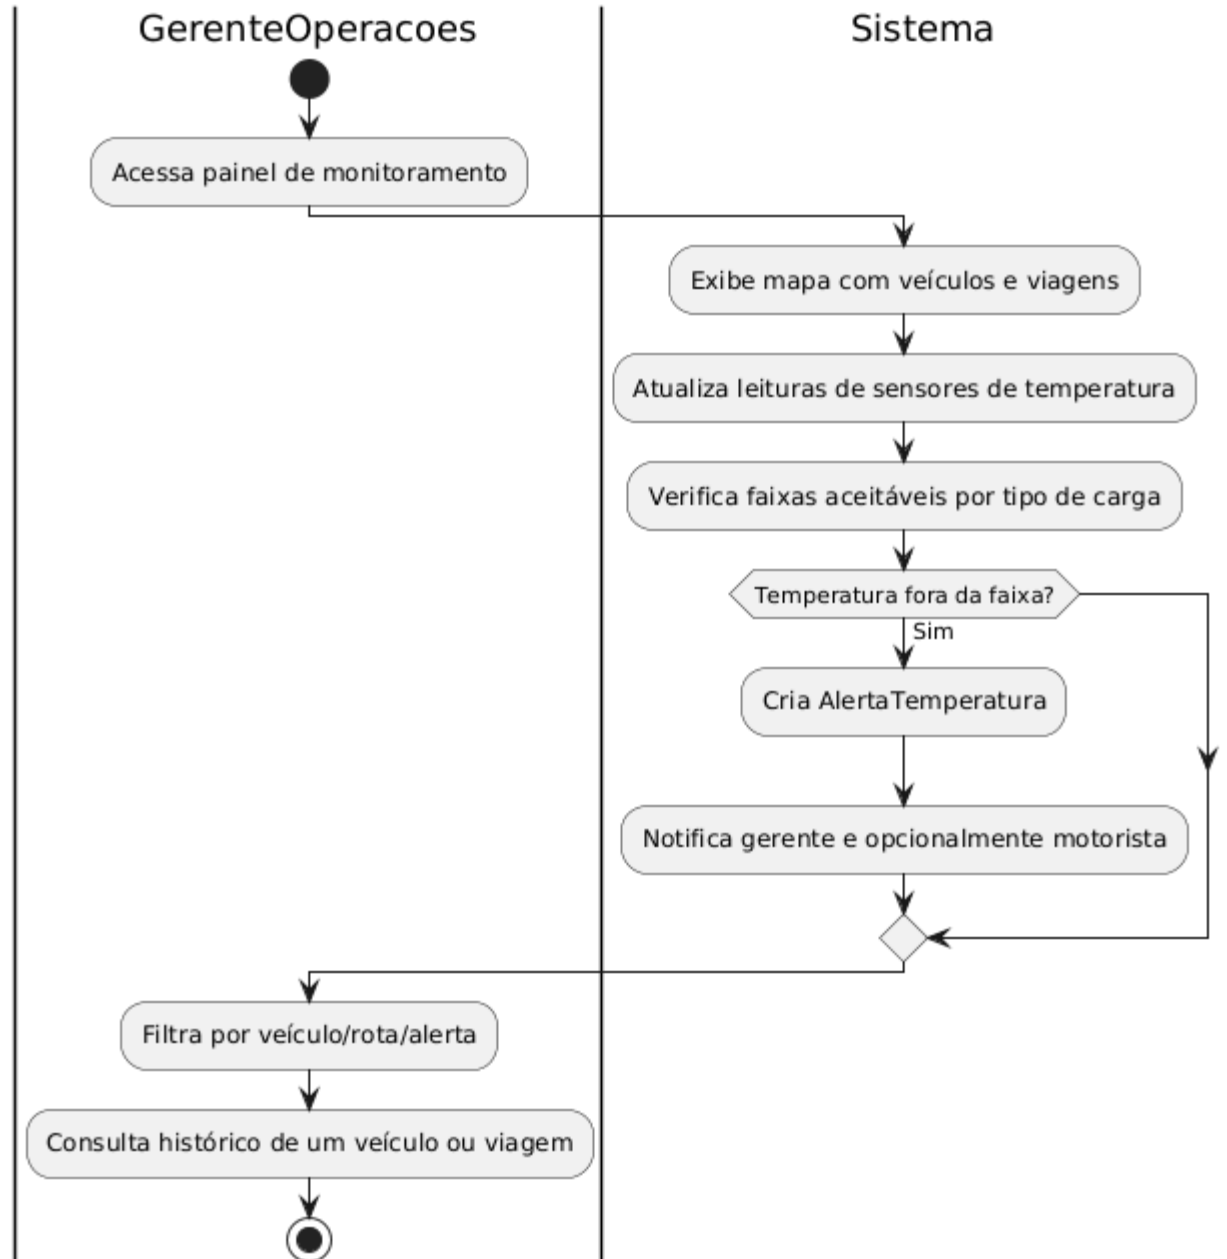 GerenteOperacoes
Sistema
Acessa painel de monitoramento
Exibe mapa com veículos e viagens
Atualiza leituras de sensores de temperatura
Verifica faixas aceitáveis por tipo de carga
Temperatura fora da faixa?
Sim
Cria AlertaTemperatura
Notifica gerente e opcionalmente motorista
Filtra por veículo/rota/alerta
Consulta histórico de um veículo ou viagem